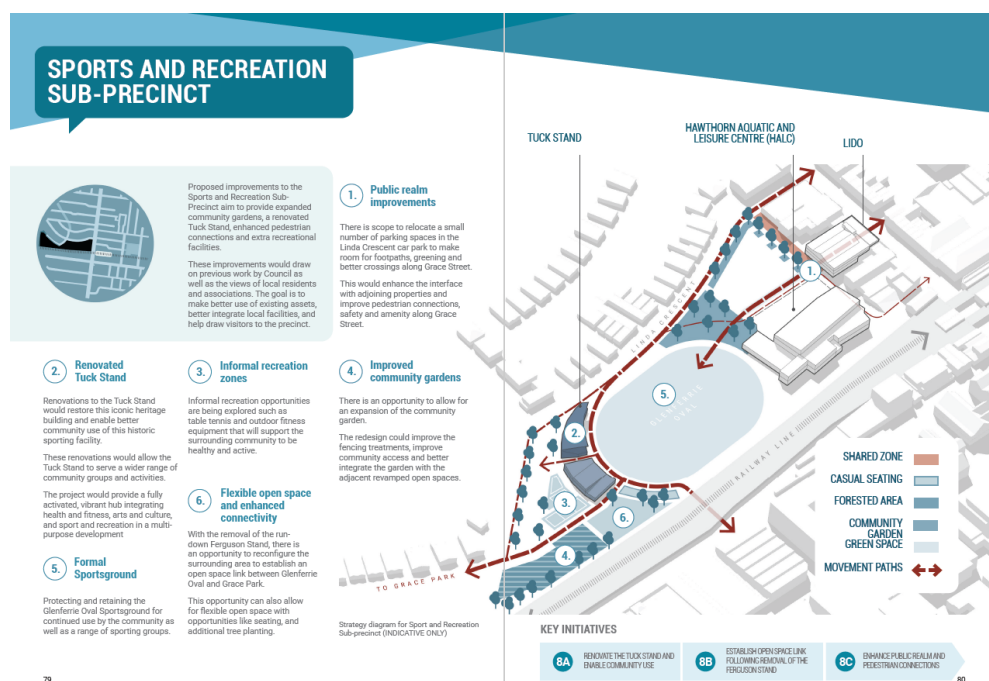 SPORTS AND RECREATION
SUB-PRECINCT
Proposed improvements to the
Sports and Recreation Sub-
Precinct aim to provide expanded
community gardens, a renovated
Tuck Stand, enhanced pedestrian
connections and extra recreational
facilities.
These improvements would draw
on previous work by Council as
well as the views of local residents
and associations. The goal is to
make better use of existing assets,
better integrate local facilities, and
help draw visitors to the precinct.
1.
Public realm
improvements
There is scope to relocate a small
number of parking spaces in the
Linda Crescent car park to make
room for footpaths, greening and
better crossings along Grace Street.
This would enhance the interface
with adjoining properties and
improve pedestrian connections,
safety and amenity along Grace
Street.
2.
Renovated
Tuck Stand
Renovations to the Tuck Stand
would restore this iconic heritage
building and enable better
community use of this historic
sporting facility.
These renovations would allow the
Tuck Stand to serve a wider range of
community groups and activities.
The project would provide a fully
activated, vibrant hub integrating
health and fitness, arts and culture,
and sport and recreation in a multi-
purpose development
3.
Informal recreation
zones
Informal recreation opportunities
are being explored such as
table tennis and outdoor fitness
equipment that will support the
surrounding community to be
healthy and active.
4.
Improved
community gardens
There is an opportunity to allow for
an expansion of the community
garden.
The redesign could improve the
fencing treatments, improve
community access and better
integrate the garden with the
adjacent revamped open spaces.
5.
Formal
Sportsground
Protecting and retaining the
Glenferrie Oval Sportsground for
continued use by the community as
well as a range of sporting groups.
6.
Flexible open space
and enhanced
connectivity
With the removal of the run-
down Ferguson Stand, there is
an opportunity to reconfigure the
surrounding area to establish an
open space link between Glenferrie
Oval and Grace Park.
This opportunity can also allow
for flexible open space with
opportunities like seating, and
additional tree planting.
Strategy diagram for Sport and Recreation
Sub-precinct (INDICATIVE ONLY)
79
TUCK STAND
HAWTHORN AQUATIC AND
LEISURE CENTRE (HALC)
LIDO
1.
LINDA CRESCENT
5.
GLENFERRIE
OVAL
2.
3.
6.
4.
RAILWAY LINE
TO GRACE PARK
SHARED ZONE
CASUAL SEATING
FORESTED AREA
COMMUNITY
GARDEN
GREEN SPACE
MOVEMENT PATHS
KEY INITIATIVES
8A
RENOVATE THE TUCK STAND AND
ENABLE COMMUNITY USE
8B
ESTABLISH OPEN SPACE LINK
FOLLOWING REMOVAL OF THE
FERGUSON STAND
8C
ENHANCE PUBLIC REALM AND
PEDESTRIAN CONNECTIONS
80